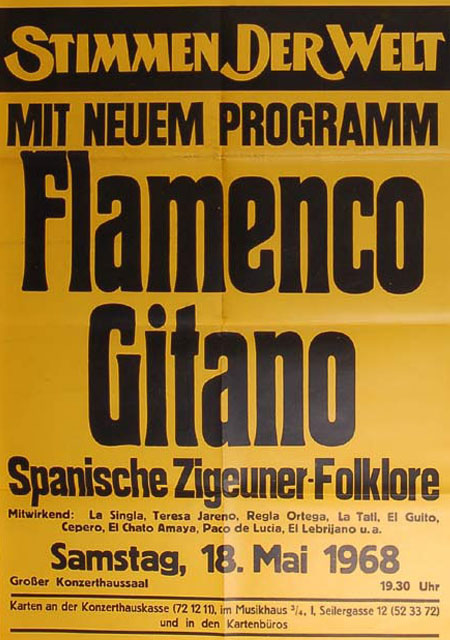 STIMMEN DER WELT
MIT NEUEM PROGRAMM
Flamenco
Gitano
Spanische Zigeuner-Folklore
Mitwirkend: La Singla, Teresa Jareno, Regla Ortega, La Tati, El Guito,
Cepero, El Chato Amaya, Paco de Lucia, El Lebrijano u. a.
Samstag, 18. Mai 1968
Großer Konzerthaussaal 19.30 Uhr
Karten an der Konzerthauskasse (72 12 11), im Musikhaus 3/4, I, Seilergasse 12 (52 33 72)
und in den Kartenbüros